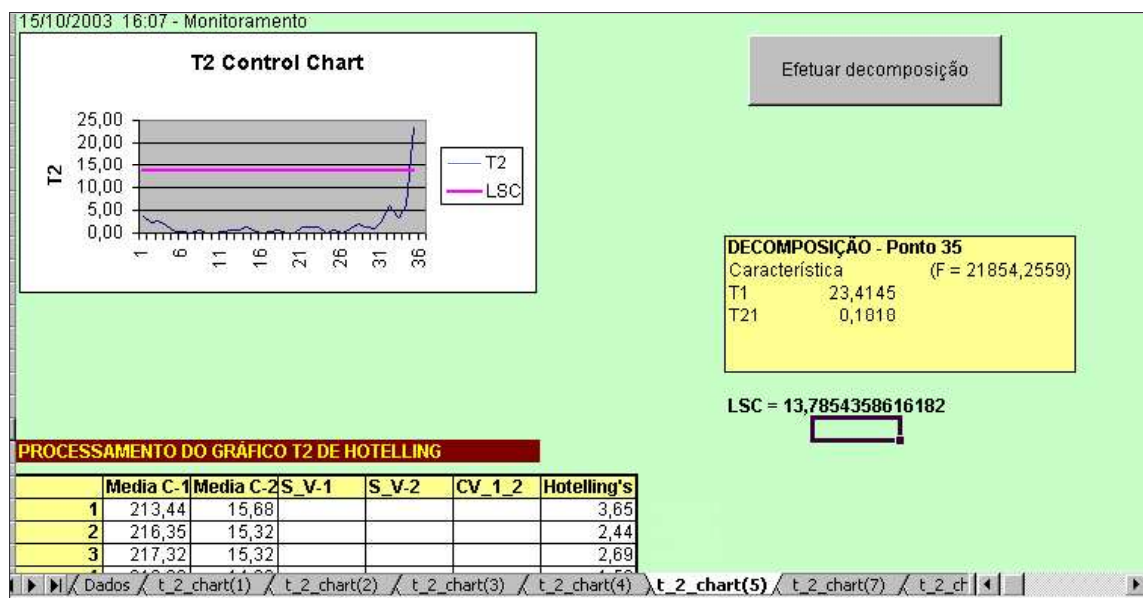 15/10/2003 16:07 - Monitoramento
T2 Control Chart
Efetuar decomposição
25,00
20,00
15,00
10,00
5,00
0,00
T2
1 6 11 16 21 26 31 36
T2
LSC
DECOMPOSIÇÃO - Ponto 35
Característica (F = 21854,2559)
T1 23,4145
T21 0,1818
LSC = 13,7854358616182
PROCESSAMENTO DO GRÁFICO T2 DE HOTELLING
Media C-1 Media C-2 S_V-1 S_V-2 CV_1_2 Hotelling's
1 213,44 15,68 3,65
2 216,35 15,32 2,44
3 217,32 15,32 2,69
Dados t_2_chart(1) t_2_chart(2) t_2_chart(3) t_2_chart(4) t_2_chart(5) t_2_chart(7) t_2_ch